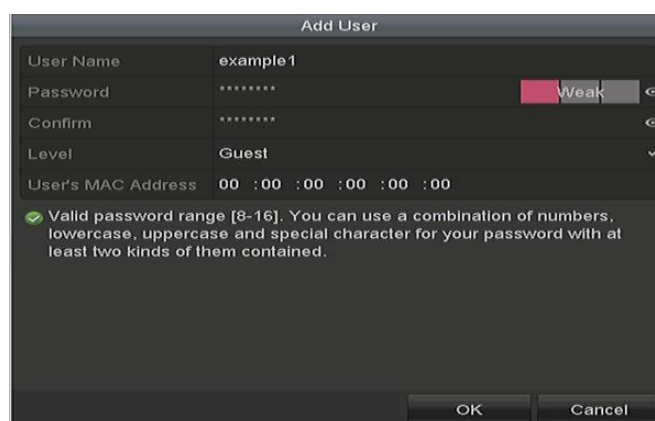 Add User
User Name example1
Password ******** Weak
Confirm ********
Level Guest
User's MAC Address 00 :00 :00 :00 :00 :00
Valid password range [8-16]. You can use a combination of numbers,
lowercase, uppercase and special character for your password with at
least two kinds of them contained.
OK Cancel